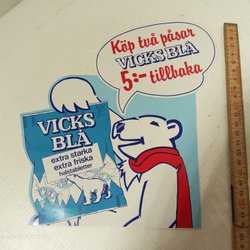 Köp två påsar
VICKS BLÅ
5:- tillbaka
VICKS
BLÅ
extra starka
extra friska
halstabletter